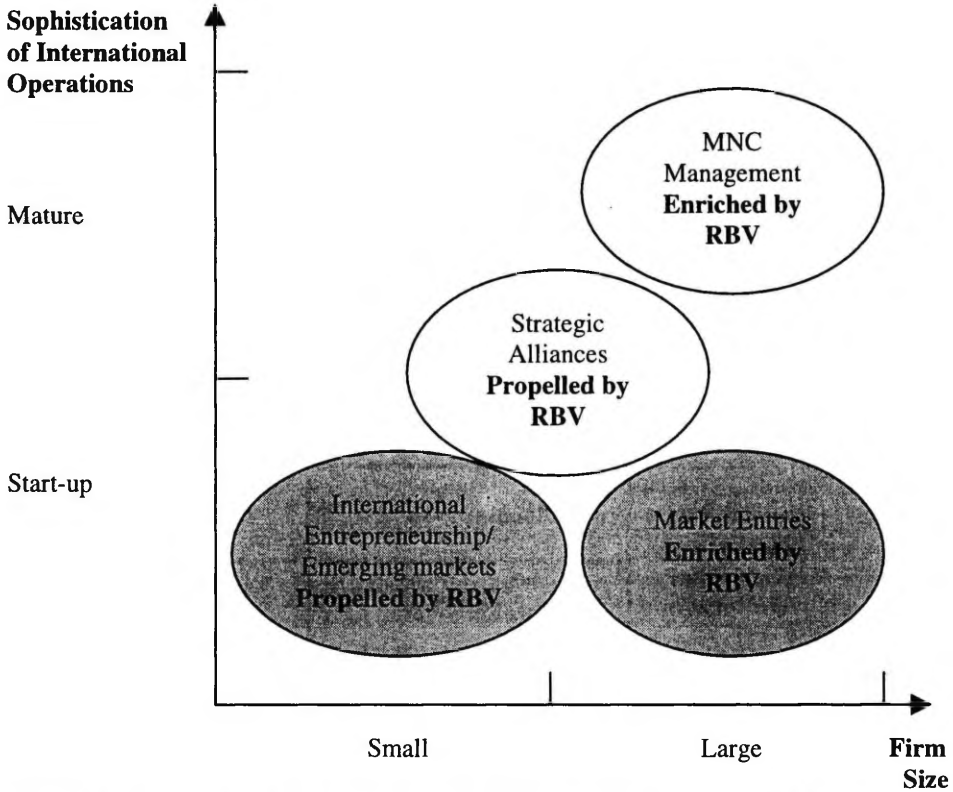 Sophistication
of International
Operations
MNC
Management
Enriched by
RBV
Mature
Strategic
Alliances
Propelled by
RBV
Start-up
International
Entrepreneurship/
Emerging markets
Propelled by RBV
Market Entries
Enriched by
RBV
Small
Large
Firm
Size